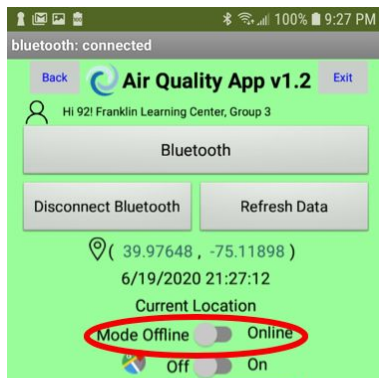 100% 9:27 PM
bluetooth: connected
Back Air Quality App v1.2 Exit
Hi 92! Franklin Learning Center, Group 3
Bluetooth
Disconnect Bluetooth Refresh Data
( 39.97648 , -75.11898 )
6/19/2020 21:27:12
Current Location
Mode Offline Online
Off On